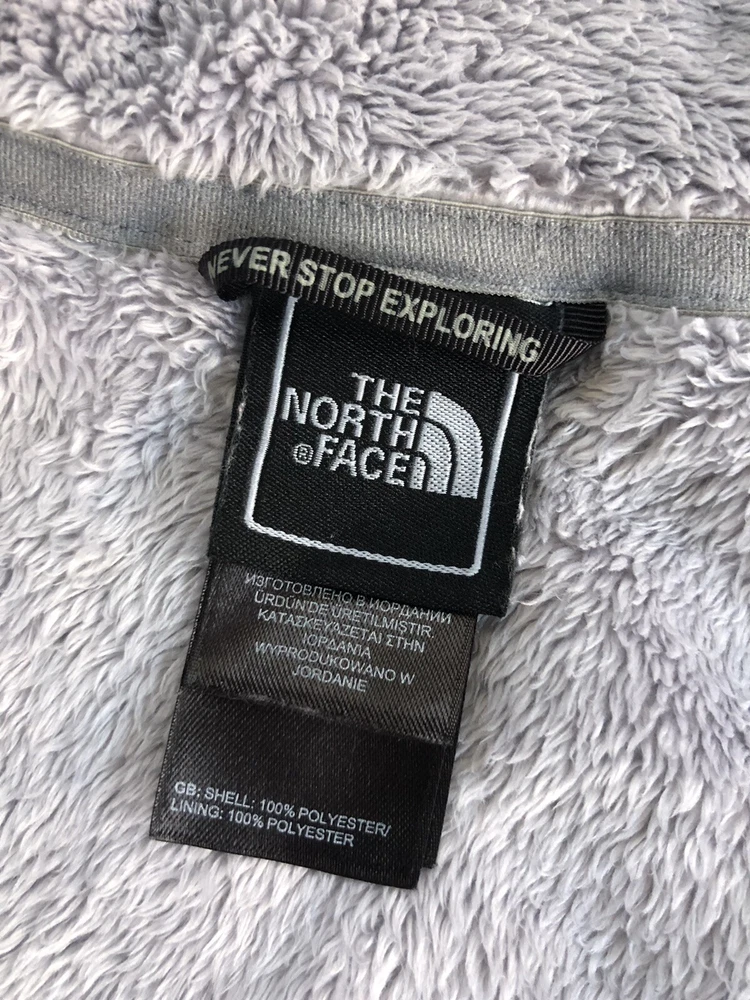 NEVER STOP EXPLORING
THE
NORTH
®FACE
ИЗГОТОВЛЕНО В ИОРДАНИИ
ÜRDÜN'DE ÜRETILMISTIR.
ΚΑΤΑΣΚΕΥΑΖΕΤΑΙ ΣΤΗΝ
ΙΟΡΔΑΝΙΑ
WYPRODUKOWANO W
JORDANIE
GB: SHELL: 100% POLYESTER/
LINING: 100% POLYESTER